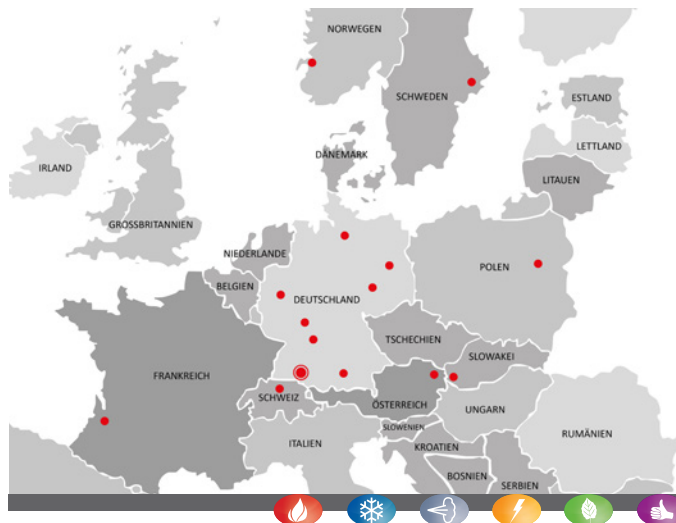 NORWEGEN
SCHWEDEN
ESTLAND
LETTLAND
DÄNEMARK
IRLAND
LITAUEN
GROSSBRITANNIEN
NIEDERLANDE
POLEN
BELGIEN
DEUTSCHLAND
TSCHECHIEN
SLOWAKEI
FRANKREICH
SCHWEIZ
ÖSTERREICH
UNGARN
SLOWENIEN
RUMÄNIEN
ITALIEN
KROATIEN
BOSNIEN
SERBIEN